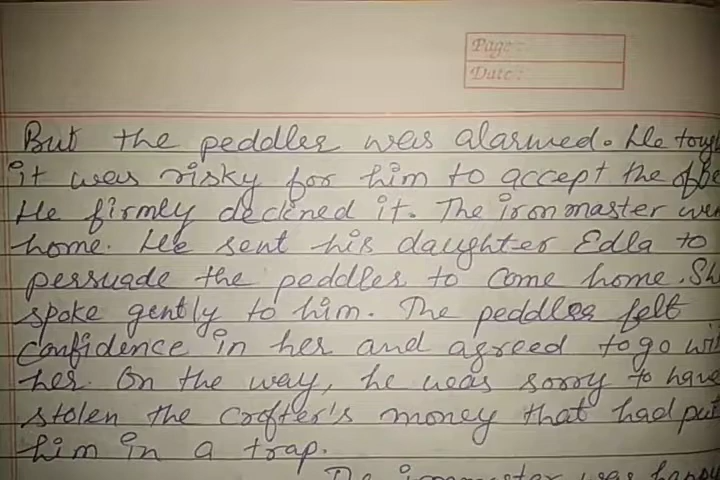 Page:
Date:
But the peddler was alarmed. He
it was risky for him to accept the
He firmly declined it. The ironmaster
home. He sent his daughter Edla to
persuade the peddler to come home.
spoke gently to him. The peddler felt
Confidence in her and agreed to go
her. On the way, he was sorry to have
stolen the Crofter's money that had put
him in a trap.
The ironmaster was happy